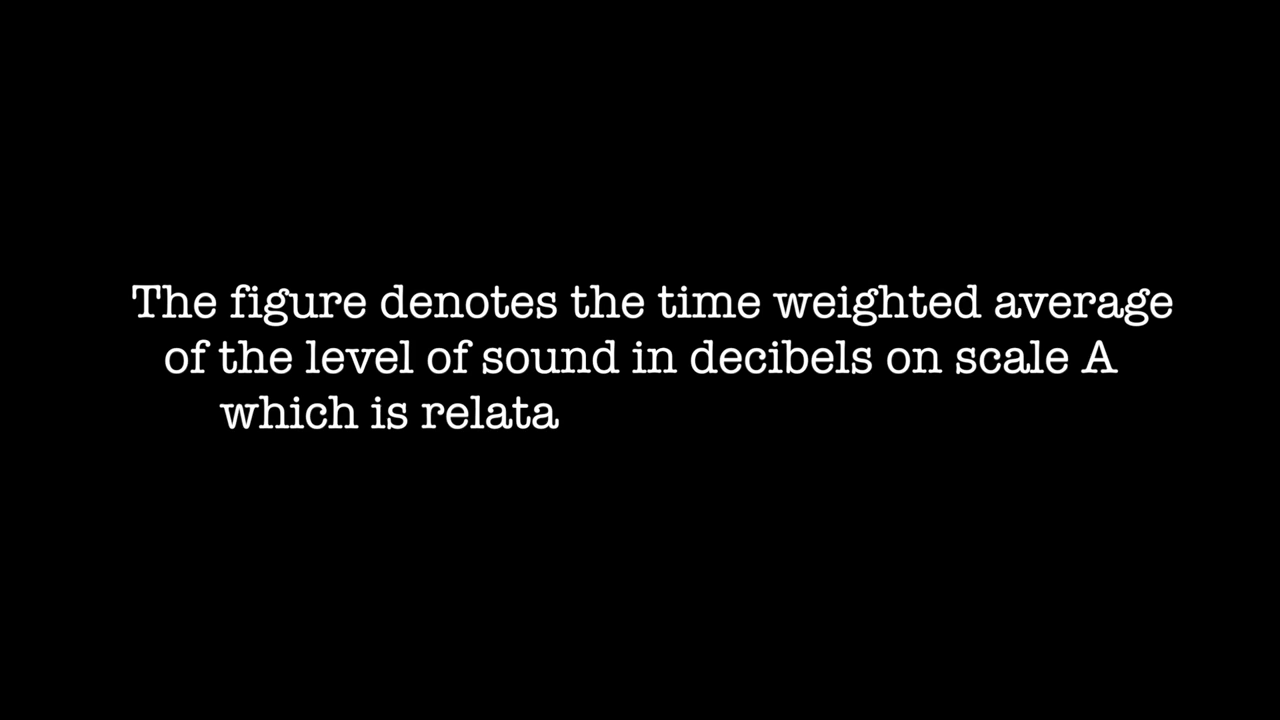 The figure denotes the time weighted average
of the level of sound in decibels on scale A
which is relata